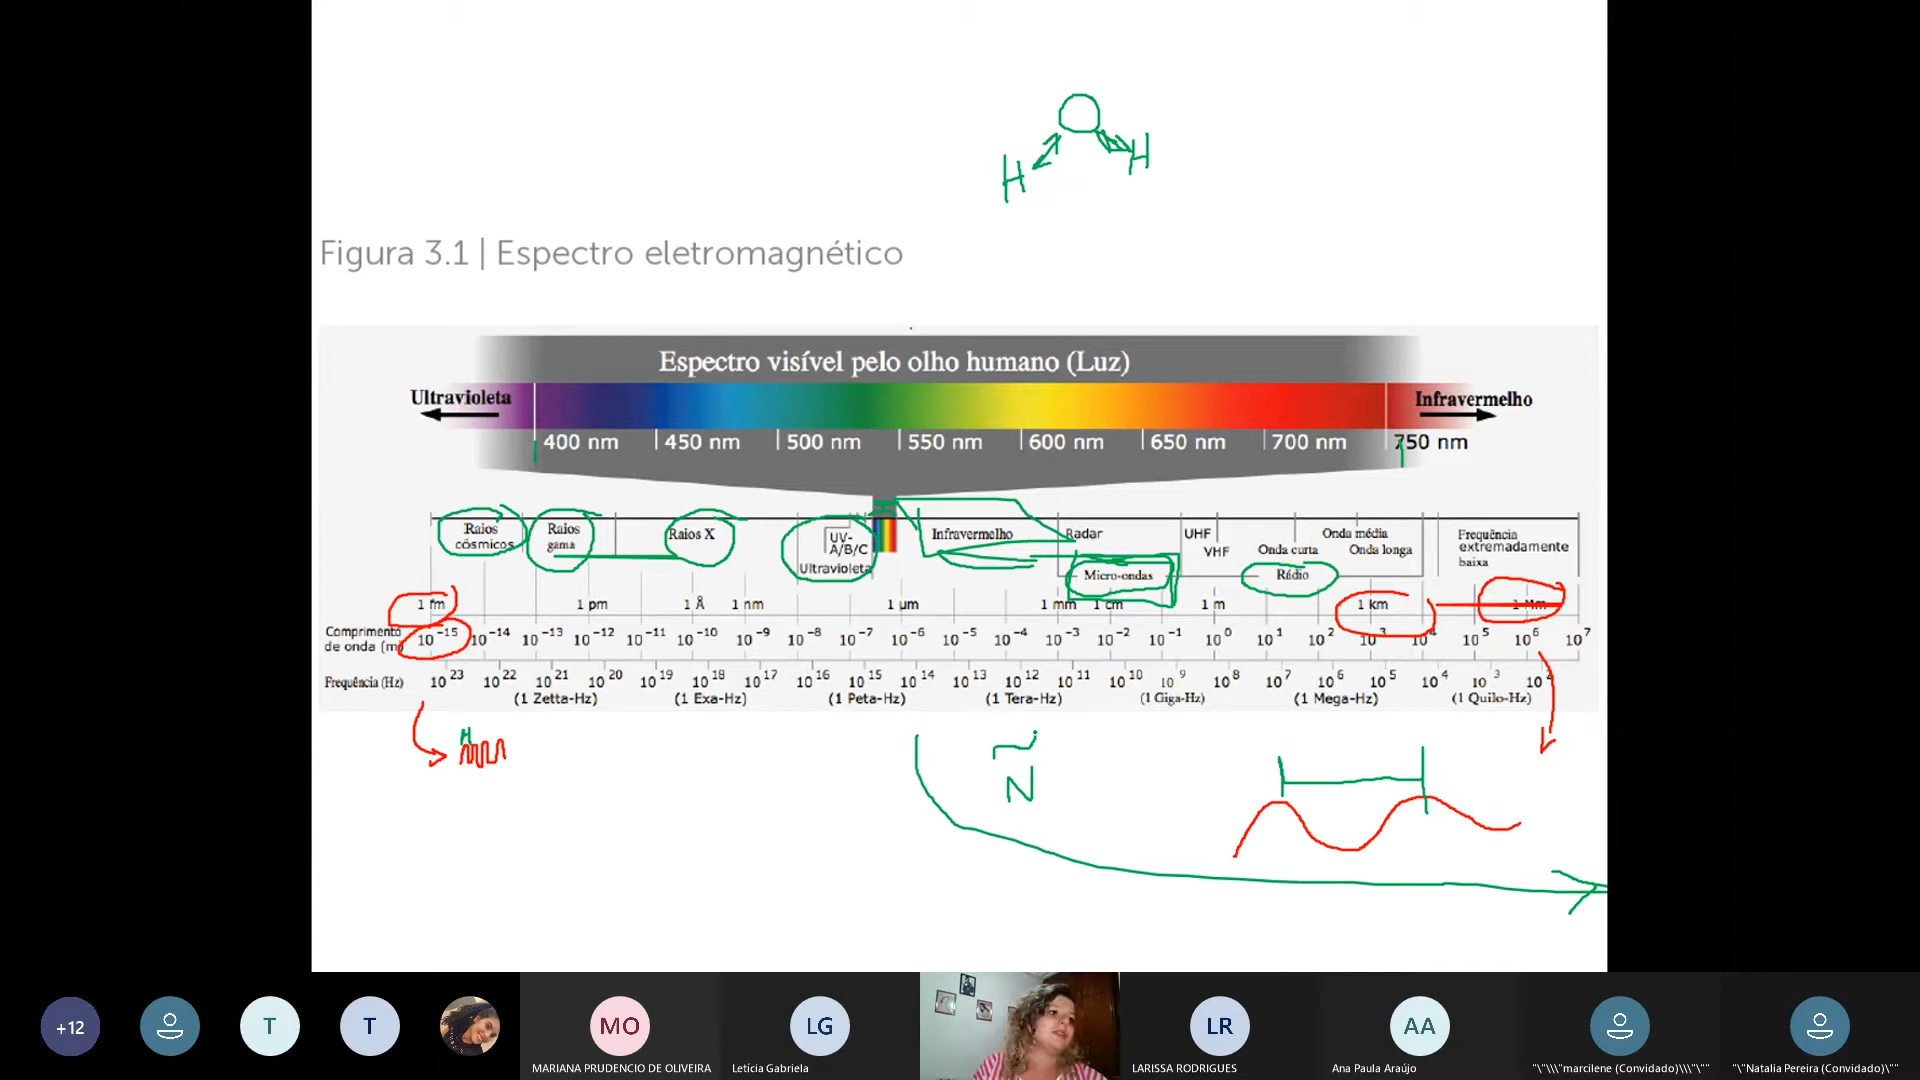 H H
Figura 3.1 | Espectro eletromagnético
Espectro visível pelo olho humano (Luz)
Ultravioleta
Infravermelho
400 nm 450 nm 500 nm 550 nm 600 nm 650 nm 700 nm 750 nm
Raios cósmicos
Raios gama
Raios X
UV-A/B/C
Ultravioleta
Infravermelho
Radar
Micro-ondas
UHF
VHF
Onda curta
Rádio
Onda média
Onda longa
Frequência extremadamente baixa
1 fm 1 pm 1 Å 1 nm 1 µm 1 mm 1 cm 1 m 1 km 1 Mm
Comprimento de onda (m) 10⁻¹⁵ 10⁻¹⁴ 10⁻¹³ 10⁻¹² 10⁻¹¹ 10⁻¹⁰ 10⁻⁹ 10⁻⁸ 10⁻⁷ 10⁻⁶ 10⁻⁵ 10⁻⁴ 10⁻³ 10⁻² 10⁻¹ 10⁰ 10¹ 10² 10³ 10⁴ 10⁵ 10⁶ 10⁷
Frequência (Hz) 10²³ 10²² 10²¹ 10²⁰ 10¹⁹ 10¹⁸ 10¹⁷ 10¹⁶ 10¹⁵ 10¹⁴ 10¹³ 10¹² 10¹¹ 10¹⁰ 10⁹ 10⁸ 10⁷ 10⁶ 10⁵ 10⁴ 10³
(1 Zetta-Hz) (1 Exa-Hz) (1 Peta-Hz) (1 Tera-Hz) (1 Giga-Hz) (1 Mega-Hz) (1 Quilo-Hz)
+12
T
T
MO
LG
LR
AA
MARIANA PRUDENCIO DE OLIVEIRA
Letícia Gabriela
LARISSA RODRIGUES
Ana Paula Araújo
"\"\\\"marcilene (Convidado)\\\"\""
"\"Natalia Pereira (Convidado)\""